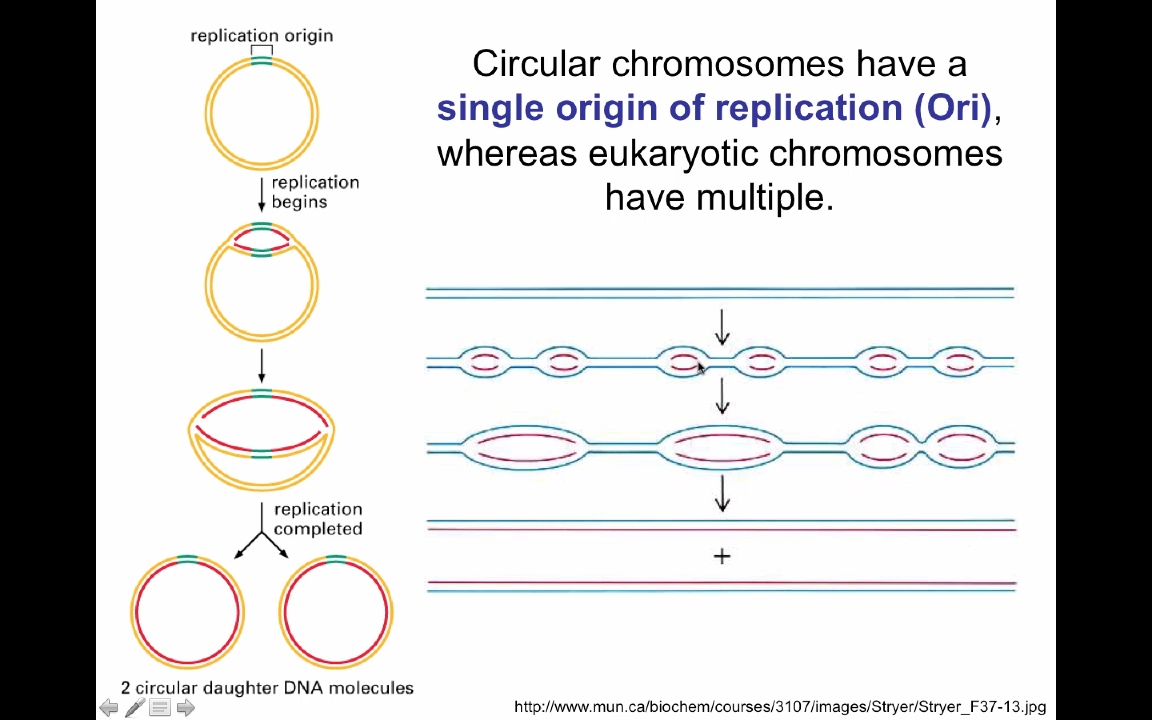 replication origin
Circular chromosomes have a
single origin of replication (Ori),
whereas eukaryotic chromosomes
have multiple.
replication
begins
replication
completed
+
2 circular daughter DNA molecules
http://www.mun.ca/biochem/courses/3107/images/Stryer/Stryer_F37-13.jpg